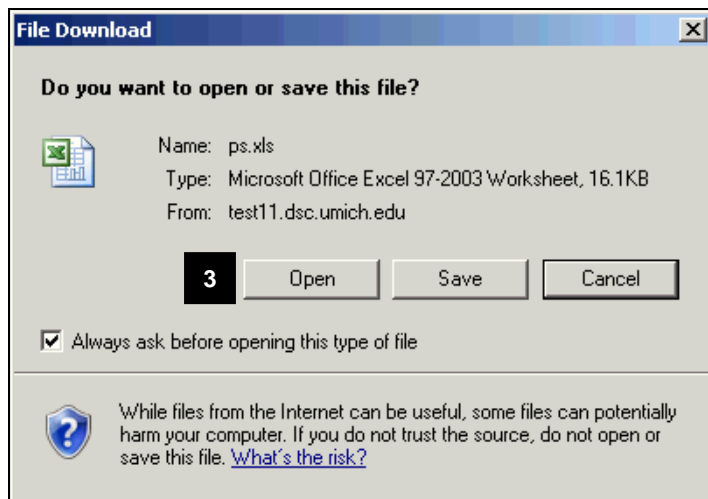 File Download
Do you want to open or save this file?
Name: ps.xls
Type: Microsoft Office Excel 97-2003 Worksheet, 16.1KB
From: test11.dsc.umich.edu
3 Open Save Cancel
Always ask before opening this type of file
While files from the Internet can be useful, some files can potentially
harm your computer. If you do not trust the source, do not open or
save this file. What's the risk?